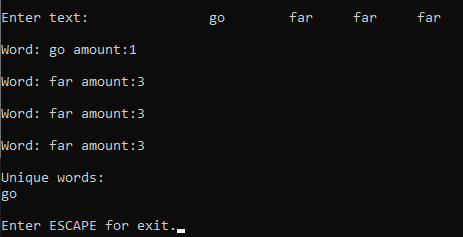 Enter text:               go        far     far     far
Word: go amount:1
Word: far amount:3
Word: far amount:3
Word: far amount:3
Unique words:
go
Enter ESCAPE for exit.